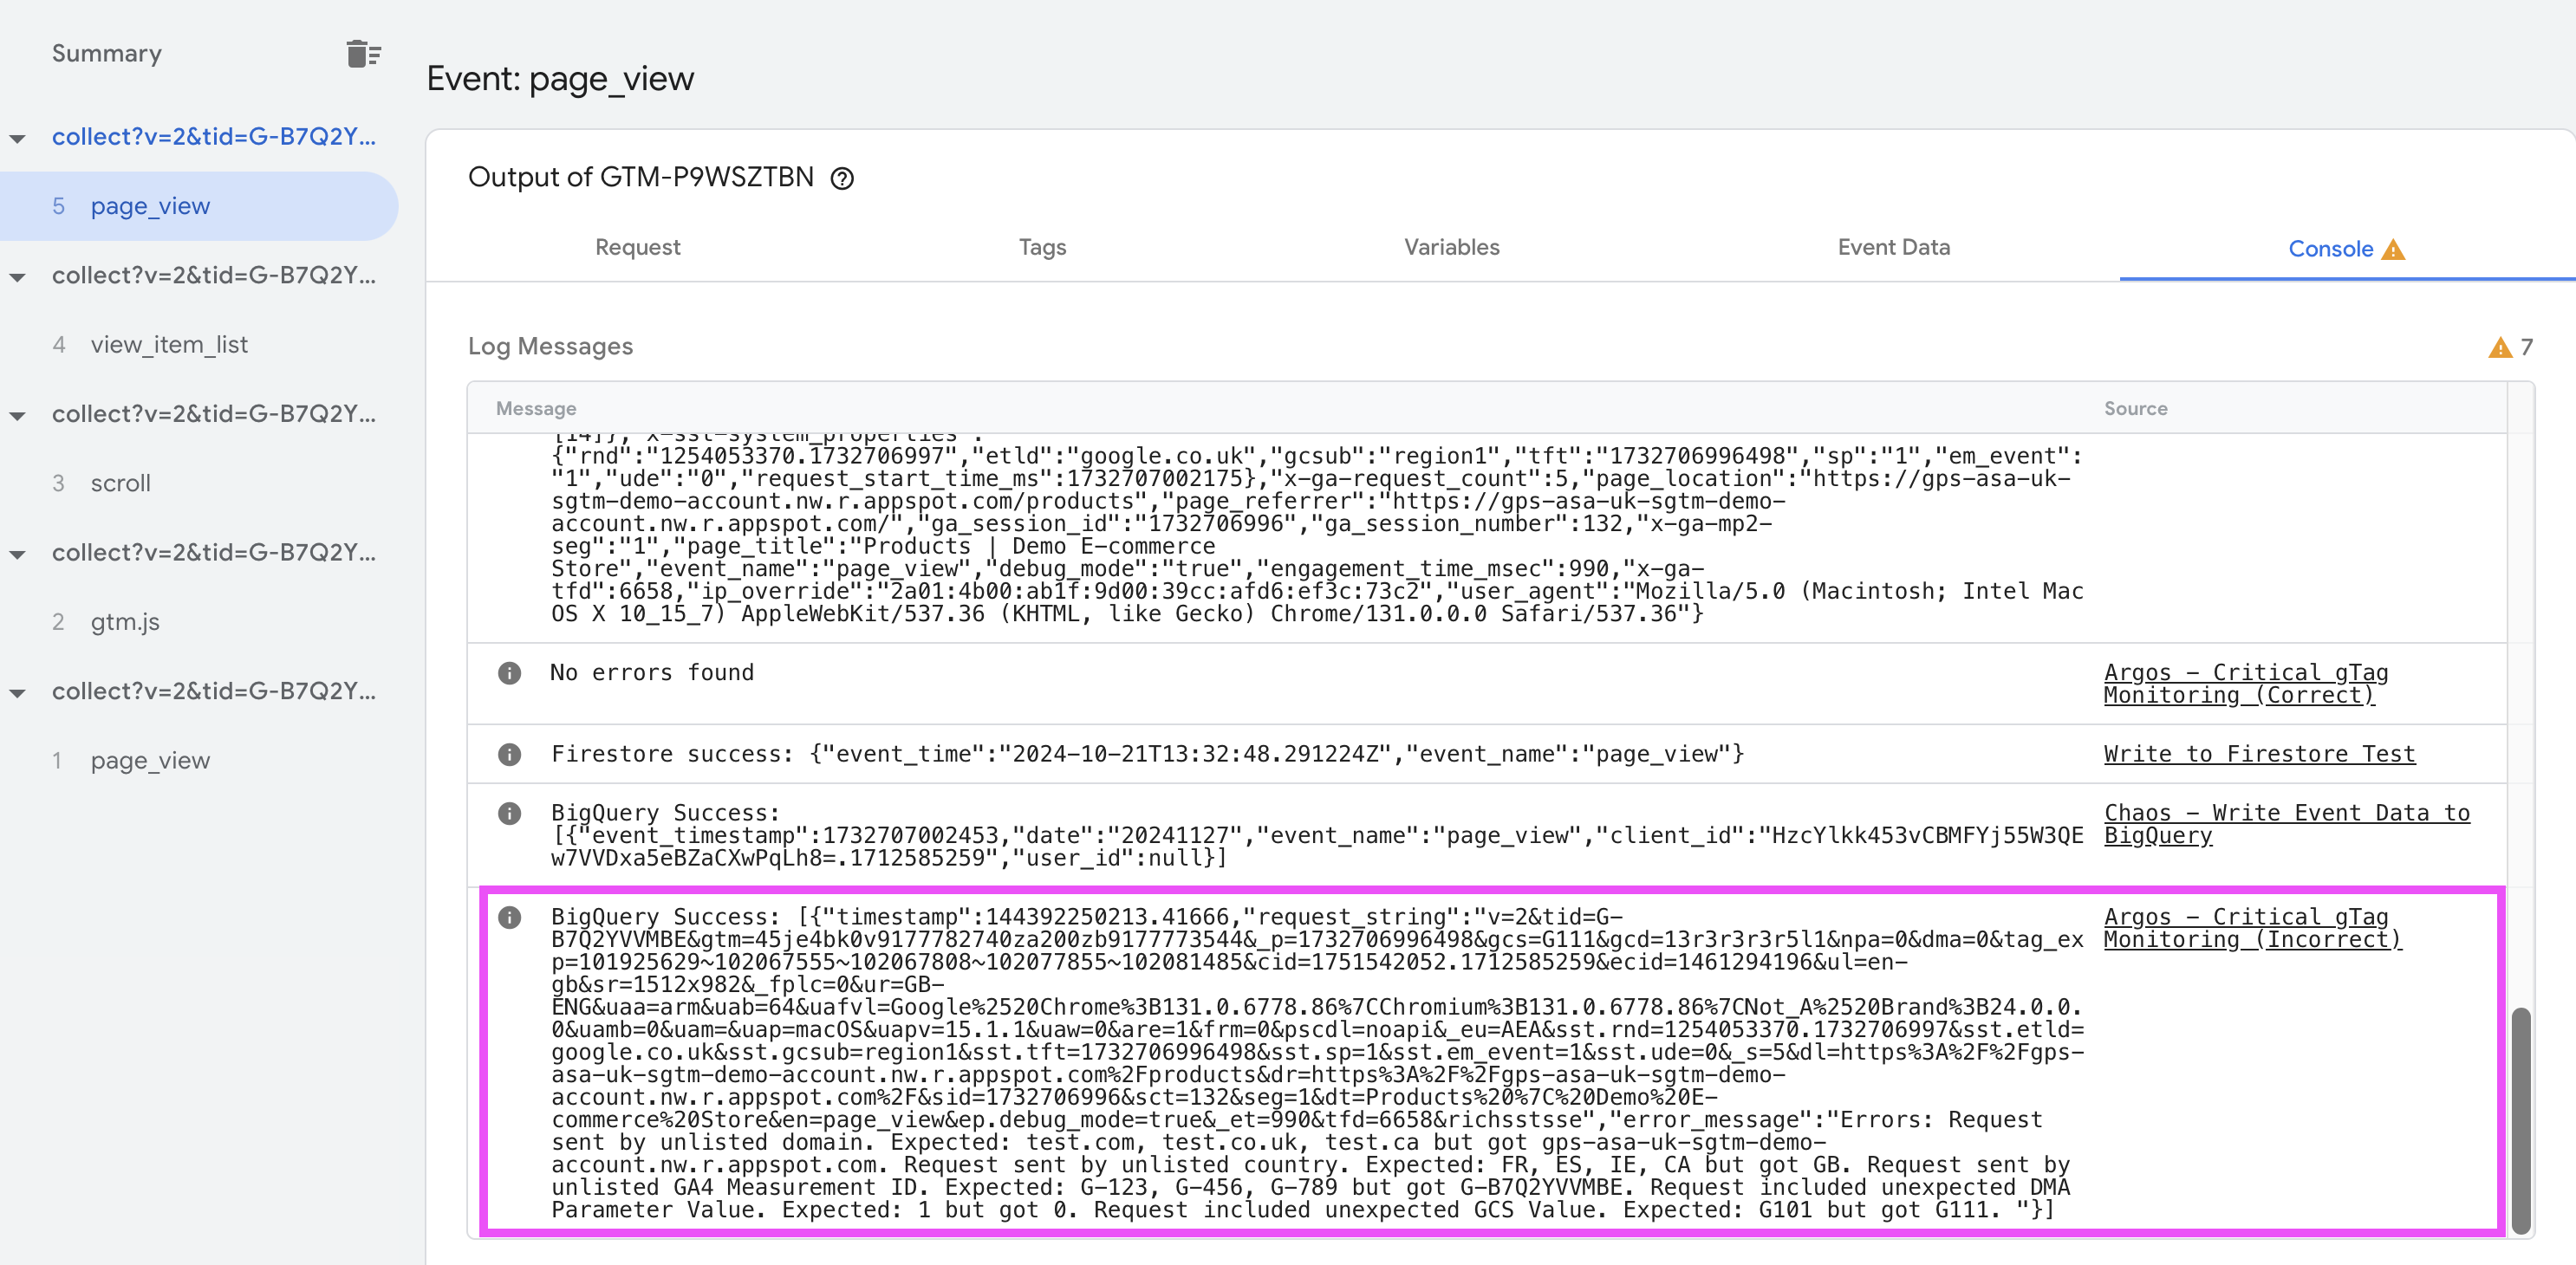 Summary
Event: page_view
collect?v=2&tid=G-B7Q2Y...
5 page_view
collect?v=2&tid=G-B7Q2Y...
4 view_item_list
collect?v=2&tid=G-B7Q2Y...
3 scroll
collect?v=2&tid=G-B7Q2Y...
2 gtm.js
collect?v=2&tid=G-B7Q2Y...
1 page_view
Output of GTM-P9WSZTBN
Request Tags Variables Event Data Console
Log Messages 7
Message Source
[14]}, x-sst-system_properties :
{"rnd":"1254053370.1732706997","etld":"google.co.uk","gcsub":"region1","tft":"1732706996498","sp":"1","em_event":
"1","ude":"0","request_start_time_ms":1732707002175},"x-ga-request_count":5,"page_location":"https://gps-asa-uk-
sgtm-demo-account.nw.r.appspot.com/products","page_referrer":"https://gps-asa-uk-sgtm-demo-
account.nw.r.appspot.com/","ga_session_id":"1732706996","ga_session_number":132,"x-ga-mp2-
seg":"1","page_title":"Products | Demo E-commerce
Store","event_name":"page_view","debug_mode":"true","engagement_time_msec":990,"x-ga-
tfd":6658,"ip_override":"2a01:4b00:ab1f:9d00:39cc:afd6:ef3c:73c2","user_agent":"Mozilla/5.0 (Macintosh; Intel Mac
OS X 10_15_7) AppleWebKit/537.36 (KHTML, like Gecko) Chrome/131.0.0.0 Safari/537.36"}
No errors found
Argos – Critical gTag
Monitoring (Correct)
Firestore success: {"event_time":"2024-10-21T13:32:48.291224Z","event_name":"page_view"}
Write to Firestore Test
BigQuery Success:
[{"event_timestamp":1732707002453,"date":"20241127","event_name":"page_view","client_id":"HzcYlkk453vCBMFYj55W3QE
w7VVDxa5eBZaCXwPqLh8=.1712585259","user_id":null}]
Chaos – Write Event Data to
BigQuery
BigQuery Success: [{"timestamp":144392250213.41666,"request_string":"v=2&tid=G-
B7Q2YVVMBE&gtm=45je4bk0v9177782740za200zb9177773544&_p=1732706996498&gcs=G111&gcd=13r3r3r3r5l1&npa=0&dma=0&tag_ex
p=101925629~102067555~102067808~102077855~102081485&cid=1751542052.1712585259&ecid=1461294196&ul=en-
gb&sr=1512x982&_fplc=0&ur=GB-
ENG&uaa=arm&uab=64&uafvl=Google%2520Chrome%3B131.0.6778.86%7CChromium%3B131.0.6778.86%7CNot_A%2520Brand%3B24.0.0.
0&uamb=0&uam=&uap=macOS&uapv=15.1.1&uaw=0&are=1&frm=0&pscdl=noapi&_eu=AEA&sst.rnd=1254053370.1732706997&sst.etld=
google.co.uk&sst.gcsub=region1&sst.tft=1732706996498&sst.sp=1&sst.em_event=1&sst.ude=0&_s=5&dl=https%3A%2F%2Fgps-
asa-uk-sgtm-demo-account.nw.r.appspot.com%2Fproducts&dr=https%3A%2F%2Fgps-asa-uk-sgtm-demo-
account.nw.r.appspot.com%2F&sid=1732706996&sct=132&seg=1&dt=Products%20%7C%20Demo%20E-
commerce%20Store&en=page_view&ep.debug_mode=true&_et=990&tfd=6658&richsstsse","error_message":"Errors: Request
sent by unlisted domain. Expected: test.com, test.co.uk, test.ca but got gps-asa-uk-sgtm-demo-
account.nw.r.appspot.com. Request sent by unlisted country. Expected: FR, ES, IE, CA but got GB. Request sent by
unlisted GA4 Measurement ID. Expected: G-123, G-456, G-789 but got G-B7Q2YVVMBE. Request included unexpected DMA
Parameter Value. Expected: 1 but got 0. Request included unexpected GCS Value. Expected: G101 but got G111. "}]
Argos – Critical gTag
Monitoring (Incorrect)